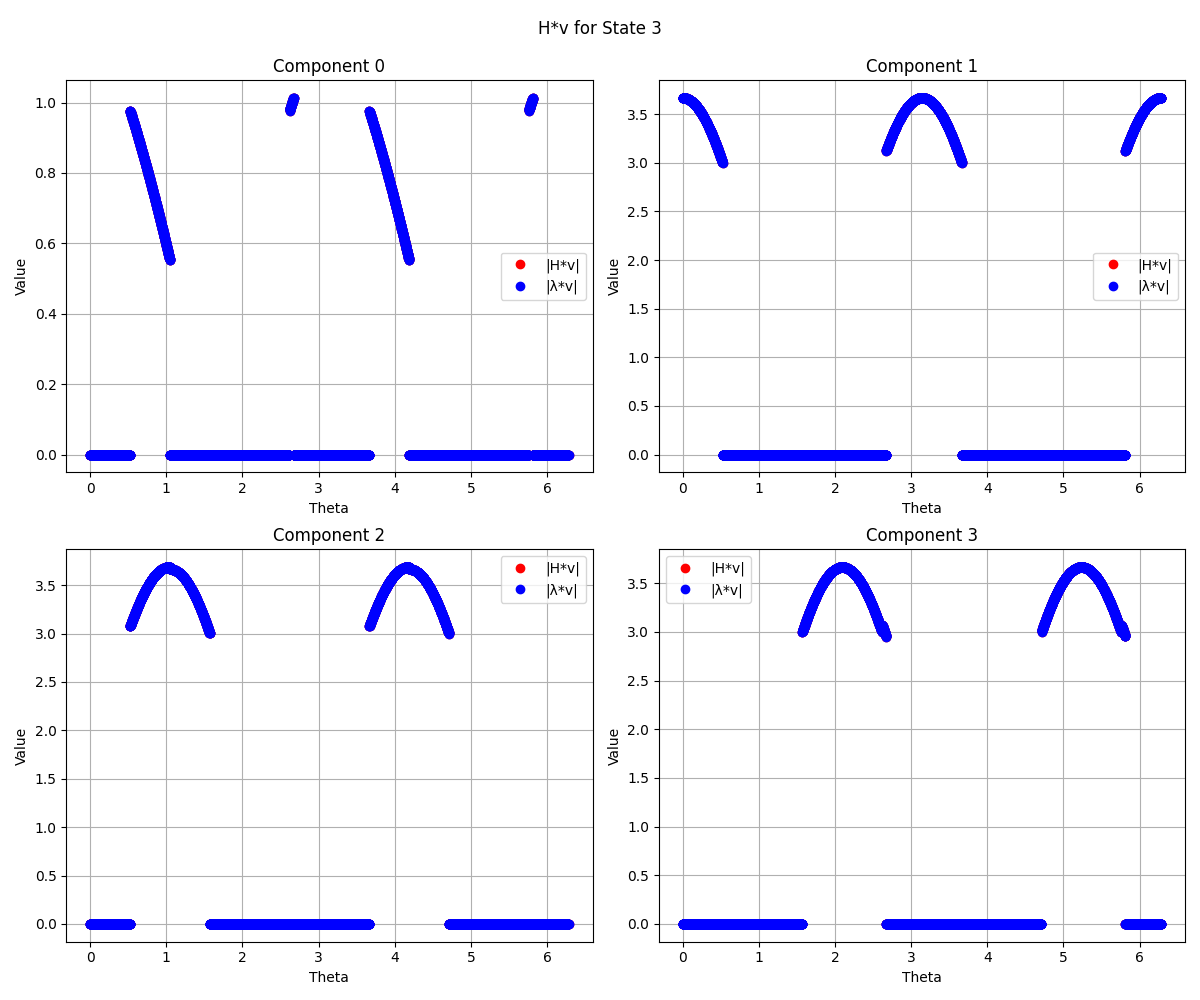 H*v for State 3
Component 0
Value
1.0
0.8
0.6
0.4
0.2
0.0
|H*v|
|λ*v|
0 1 2 3 4 5 6
Theta
Component 1
Value
3.5
3.0
2.5
2.0
1.5
1.0
0.5
0.0
|H*v|
|λ*v|
0 1 2 3 4 5 6
Theta
Component 2
Value
3.5
3.0
2.5
2.0
1.5
1.0
0.5
0.0
|H*v|
|λ*v|
0 1 2 3 4 5 6
Theta
Component 3
Value
3.5
3.0
2.5
2.0
1.5
1.0
0.5
0.0
|H*v|
|λ*v|
0 1 2 3 4 5 6
Theta